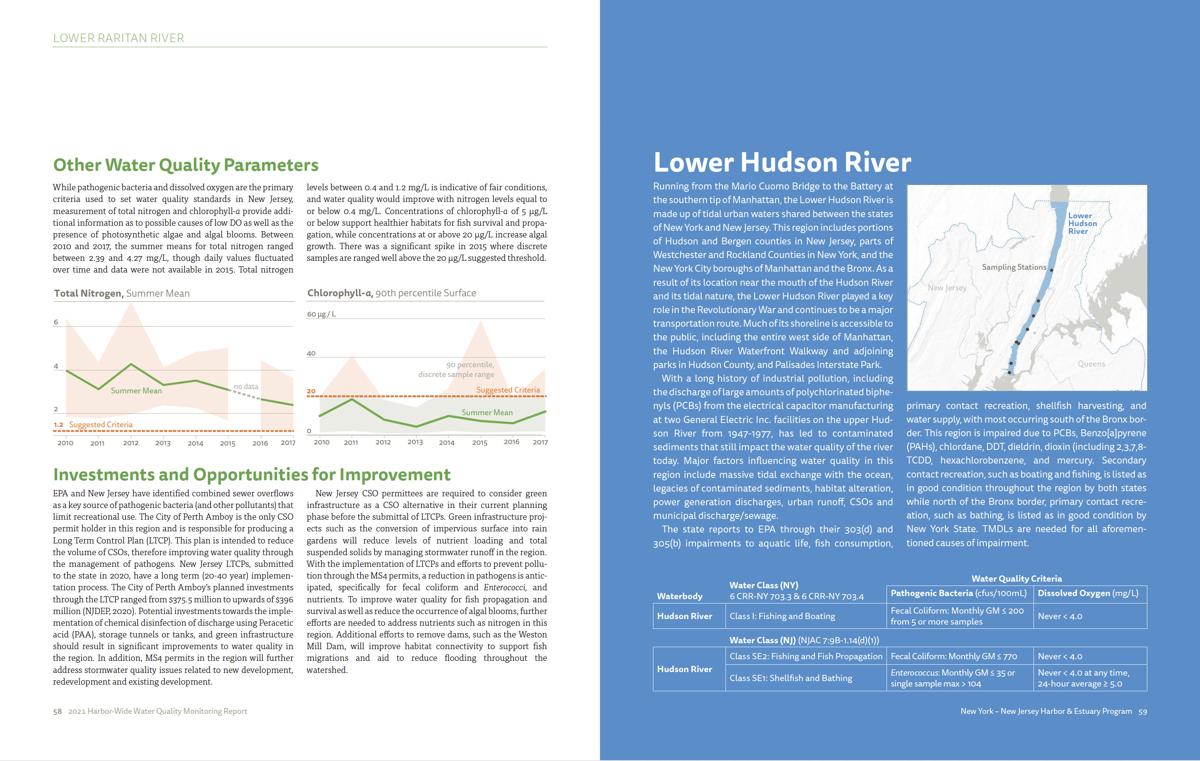 LOWER RARITAN RIVER
Other Water Quality Parameters
While pathogenic bacteria and dissolved oxygen are the primary
criteria used to set water quality standards in New Jersey,
measurement of total nitrogen and chlorophyll-a provide addi-
tional information as to possible causes of low DO as well as the
presence of photosynthetic algae and algal blooms. Between
2010 and 2017, the summer means for total nitrogen ranged
between 2.39 and 4.27 mg/L, though daily values fluctuated
over time and data were not available in 2015. Total nitrogen
levels between 0.4 and 1.2 mg/L is indicative of fair conditions,
and water quality would improve with nitrogen levels equal to
or below 0.4 mg/L. Concentrations of chlorophyll-a of 5 µg/L
or below support healthier habitats for fish survival and propa-
gation, while concentrations at or above 20 µg/L increase algal
growth. There was a significant spike in 2015 where discrete
samples are ranged well above the 20 µg/L suggested threshold.
Total Nitrogen, Summer Mean
6
4
2
1.2 Suggested Criteria
Summer Mean
no data
2010 2011 2012 2013 2014 2015 2016 2017
Chlorophyll-a, 90th percentile Surface
60 µg / L
40
20
0
90 percentile,
discrete sample range
Suggested Criteria
Summer Mean
2010 2011 2012 2013 2014 2015 2016 2017
Investments and Opportunities for Improvement
EPA and New Jersey have identified combined sewer overflows
as a key source of pathogenic bacteria (and other pollutants) that
limit recreational use. The City of Perth Amboy is the only CSO
permit holder in this region and is responsible for producing a
Long Term Control Plan (LTCP). This plan is intended to reduce
the volume of CSOs, therefore improving water quality through
the management of pathogens. New Jersey LTCPs, submitted
to the state in 2020, have a long term (20-40 year) implemen-
tation process. The City of Perth Amboy's planned investments
through the LTCP ranged from $375.5 million to upwards of $396
million (NJDEP, 2020). Potential investments towards the imple-
mentation of chemical disinfection of discharge using Peracetic
acid (PAA), storage tunnels or tanks, and green infrastructure
should result in significant improvements to water quality in
the region. In addition, MS4 permits in the region will further
address stormwater quality issues related to new development,
redevelopment and existing development.
New Jersey CSO permittees are required to consider green
infrastructure as a CSO alternative in their current planning
phase before the submittal of LTCPs. Green infrastructure proj-
ects such as the conversion of impervious surface into rain
gardens will reduce levels of nutrient loading and total
suspended solids by managing stormwater runoff in the region.
With the implementation of LTCPs and efforts to prevent pollu-
tion through the MS4 permits, a reduction in pathogens is antic-
ipated, specifically for fecal coliform and Enterococci, and
nutrients. To improve water quality for fish propagation and
survival as well as reduce the occurrence of algal blooms, further
efforts are needed to address nutrients such as nitrogen in this
region. Additional efforts to remove dams, such as the Weston
Mill Dam, will improve habitat connectivity to support fish
migrations and aid to reduce flooding throughout the
watershed.
58 2021 Harbor-Wide Water Quality Monitoring Report
Lower Hudson River
Running from the Mario Cuomo Bridge to the Battery at
the southern tip of Manhattan, the Lower Hudson River is
made up of tidal urban waters shared between the states
of New York and New Jersey. This region includes portions
of Hudson and Bergen counties in New Jersey, parts of
Westchester and Rockland Counties in New York, and the
New York City boroughs of Manhattan and the Bronx. As a
result of its location near the mouth of the Hudson River
and its tidal nature, the Lower Hudson River played a key
role in the Revolutionary War and continues to be a major
transportation route. Much of its shoreline is accessible to
the public, including the entire west side of Manhattan,
the Hudson River Waterfront Walkway and adjoining
parks in Hudson County, and Palisades Interstate Park.
With a long history of industrial pollution, including
the discharge of large amounts of polychlorinated biphe-
nyls (PCBs) from the electrical capacitor manufacturing
at two General Electric Inc. facilities on the upper Hud-
son River from 1947-1977, has led to contaminated
sediments that still impact the water quality of the river
today. Major factors influencing water quality in this
region include massive tidal exchange with the ocean,
legacies of contaminated sediments, habitat alteration,
power generation discharges, urban runoff, CSOs and
municipal discharge/sewage.
The state reports to EPA through their 303(d) and
305(b) impairments to aquatic life, fish consumption,
Lower
Hudson
River
Sampling Stations
New Jersey
Queens
primary contact recreation, shellfish harvesting, and
water supply, with most occurring south of the Bronx bor-
der. This region is impaired due to PCBs, Benzo[a]pyrene
(PAHs), chlordane, DDT, dieldrin, dioxin (including 2,3,7,8-
TCDD, hexachlorobenzene, and mercury. Secondary
contact recreation, such as boating and fishing, is listed as
in good condition throughout the region by both states
while north of the Bronx border, primary contact recre-
ation, such as bathing, is listed as in good condition by
New York State. TMDLs are needed for all aforemen-
tioned causes of impairment.
Water Quality Criteria
Waterbody
Water Class (NY)
6 CRR-NY 703.3 & 6 CRR-NY 703.4
Pathogenic Bacteria (cfus/100mL)
Dissolved Oxygen (mg/L)
Hudson River
Class I: Fishing and Boating
Fecal Coliform: Monthly GM ≤ 200
from 5 or more samples
Never < 4.0
Water Class (NJ) (NJAC 7:9B-1.14(d)(1))
Hudson River
Class SE2: Fishing and Fish Propagation
Fecal Coliform: Monthly GM ≤ 770
Never < 4.0
Class SE1: Shellfish and Bathing
Enterococcus: Monthly GM ≤ 35 or
single sample max > 104
Never < 4.0 at any time,
24-hour average ≥ 5.0
New York – New Jersey Harbor & Estuary Program 59